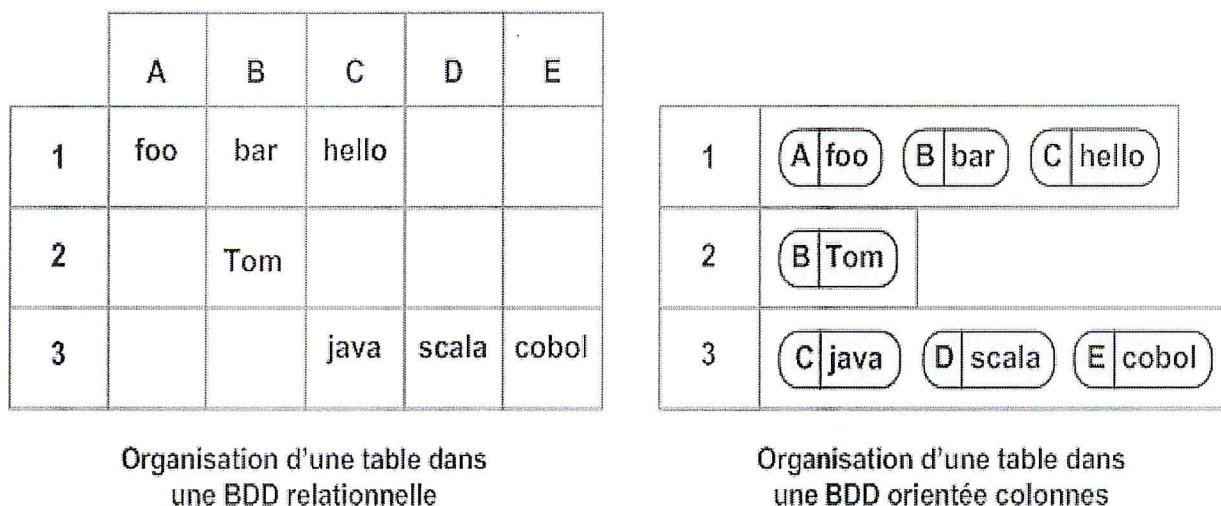 A B C D E
1 foo bar hello
2 Tom
3 java scala cobol
Organisation d'une table dans
une BDD relationnelle
1 A foo B bar C hello
2 B Tom
3 C java D scala E cobol
Organisation d'une table dans
une BDD orientée colonnes